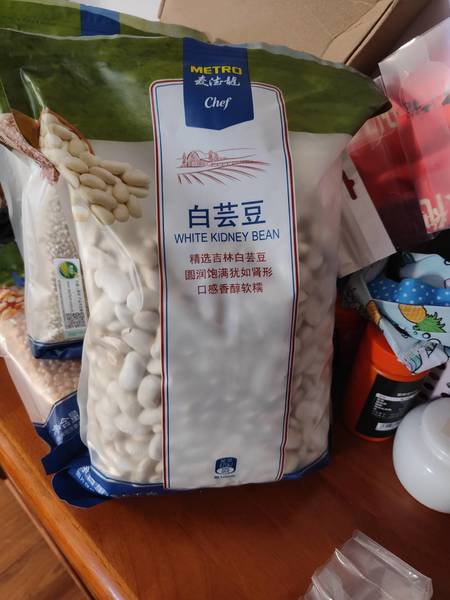 METRO
麦德龍
Chef
白芸豆
WHITE KIDNEY BEAN
精选吉林白芸豆
圆润饱满犹如肾形
口感香醇软糯